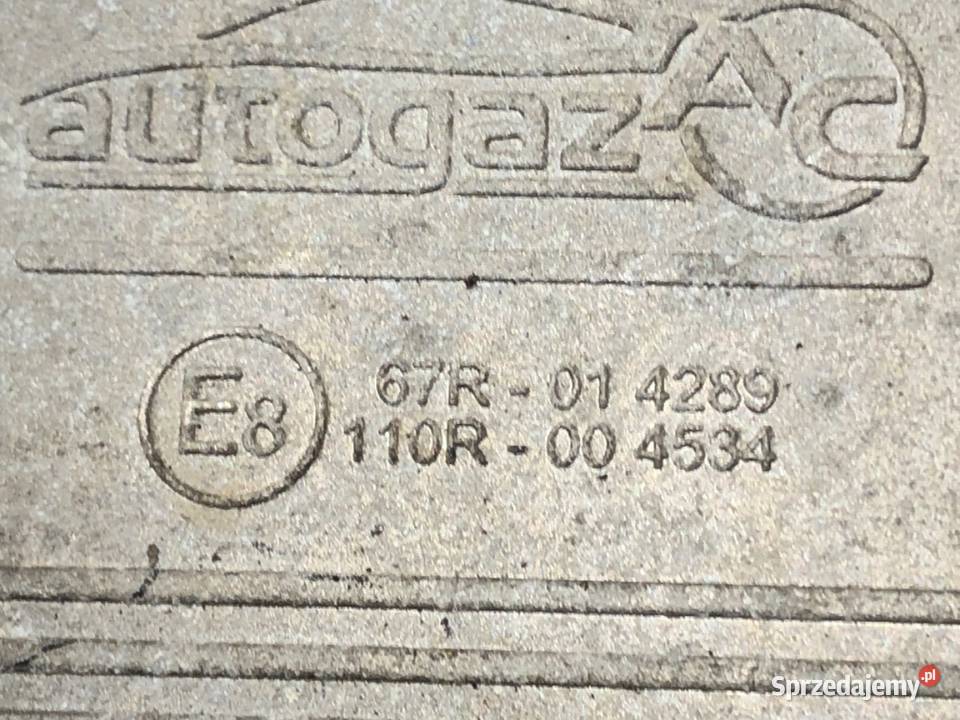 autogaz AC
E8
67R - 01 4289
110R - 00 4534
Sprzedajemy.pl